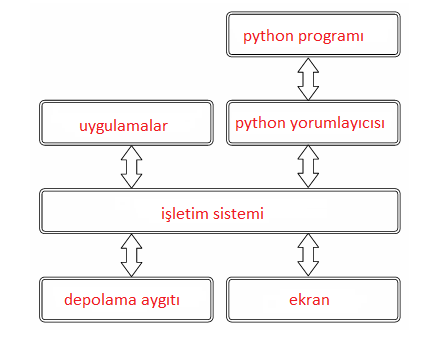 python programı
uygulamalar
python yorumlayıcısı
işletim sistemi
depolama aygıtı
ekran